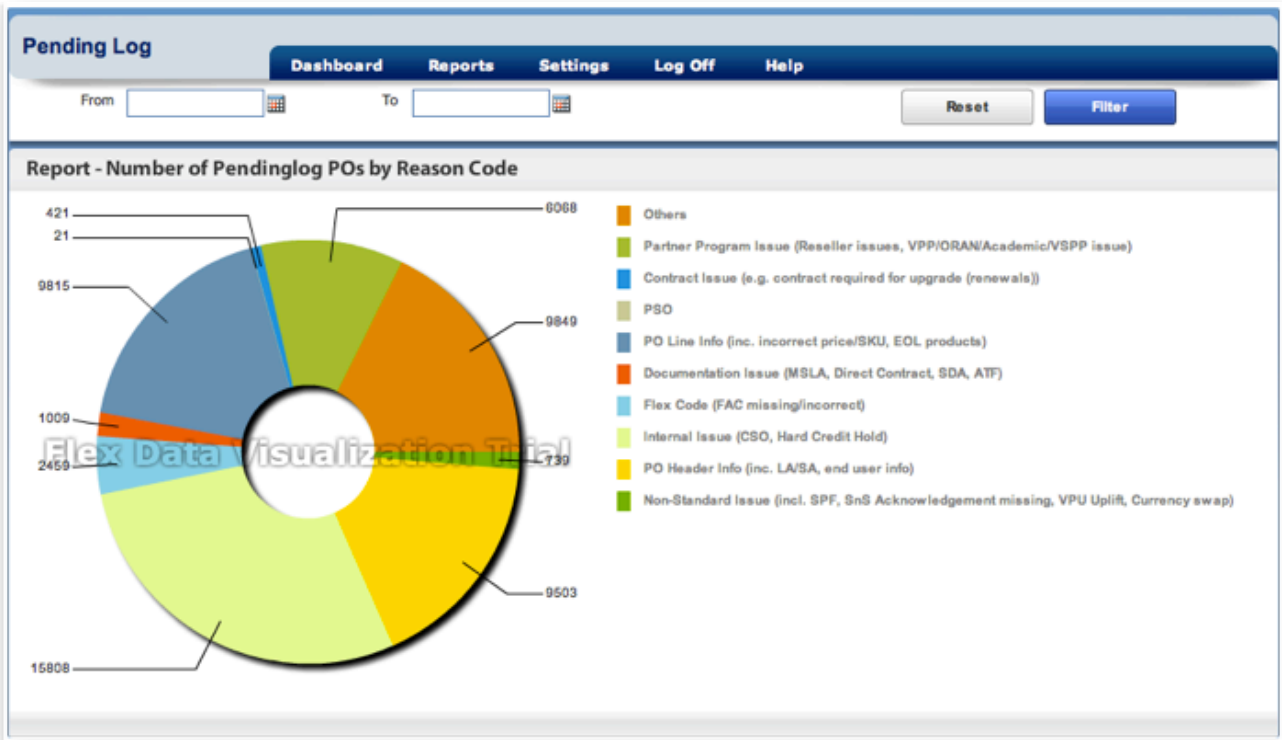 Pending Log
Dashboard Reports Settings Log Off Help
From To Reset Filter
Report - Number of Pendinglog POs by Reason Code
421
21
9815
1009
2459
15808
6068
9849
739
9503
Flex Data Visualization Trial
Others
Partner Program Issue (Reseller issues, VPP/ORAN/Academic/VSPP issue)
Contract Issue (e.g. contract required for upgrade (renewals))
PSO
PO Line Info (inc. incorrect price/SKU, EOL products)
Documentation Issue (MSLA, Direct Contract, SDA, ATF)
Flex Code (FAC missing/incorrect)
Internal Issue (CSO, Hard Credit Hold)
PO Header Info (inc. LA/SA, end user info)
Non-Standard Issue (incl. SPF, SnS Acknowledgement missing, VPU Uplift, Currency swap)